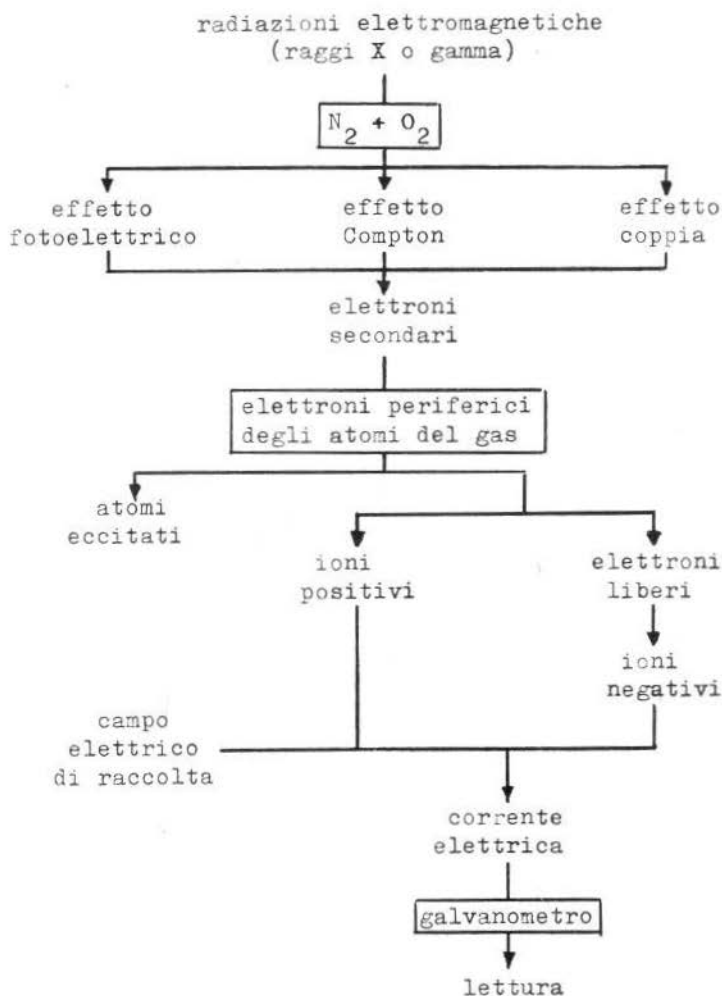 radiazioni elettromagnetiche
(raggi X o gamma)
N2 + O2
effetto
fotoelettrico
effetto
Compton
effetto
coppia
elettroni
secondari
elettroni periferici
degli atomi del gas
atomi
eccitati
ioni
positivi
elettroni
liberi
ioni
negativi
campo
elettrico
di raccolta
corrente
elettrica
galvanometro
lettura